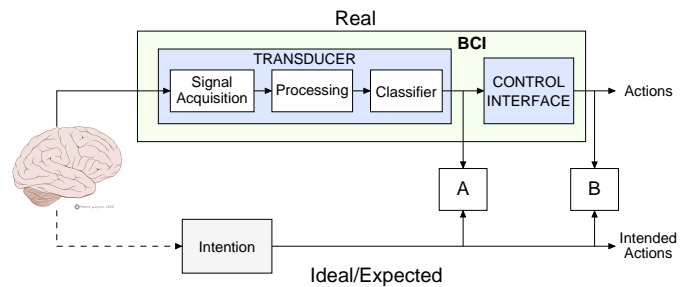 Real
BCI
TRANSDUCER
Signal
Acquisition
Processing
Classifier
CONTROL
INTERFACE
Actions
A
B
Intention
Intended
Actions
Ideal/Expected